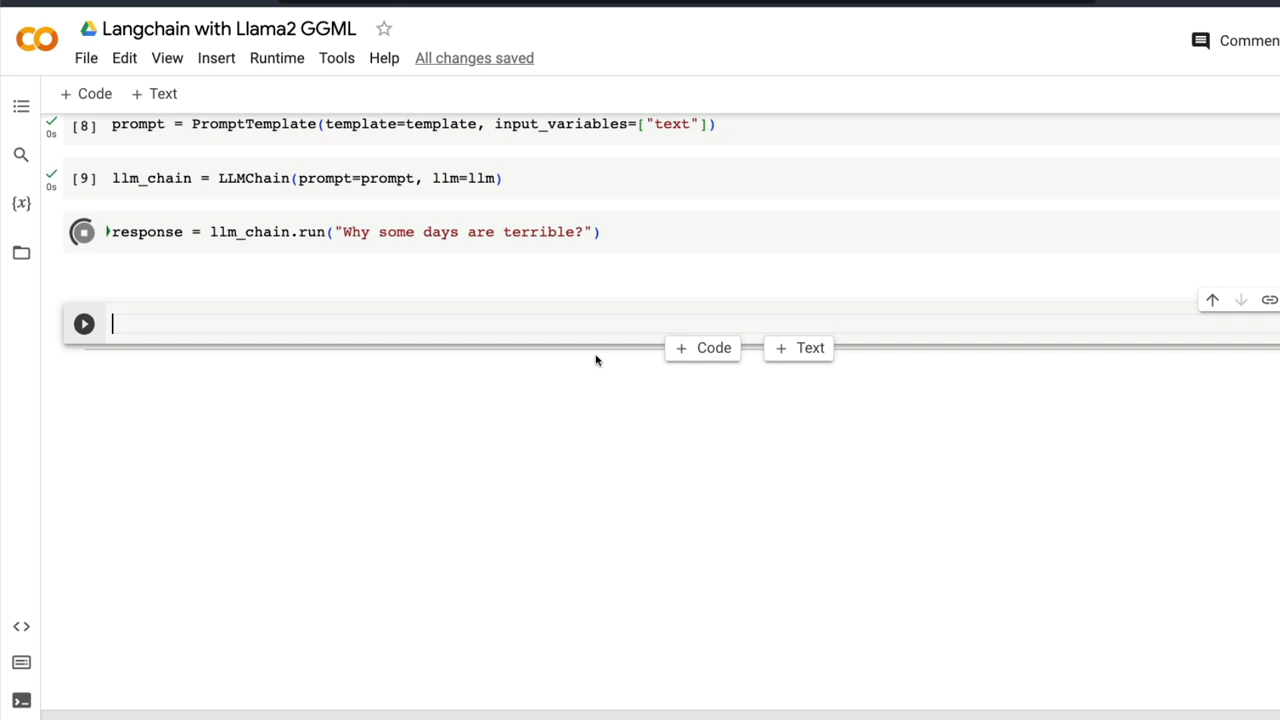 Langchain with Llama2 GGML
Commen
File Edit View Insert Runtime Tools Help All changes saved
+ Code + Text
0s [8] prompt = PromptTemplate(template=template, input_variables=["text"])
0s [9] llm_chain = LLMChain(prompt=prompt, llm=llm)
response = llm_chain.run("Why some days are terrible?")
{x}
+ Code + Text